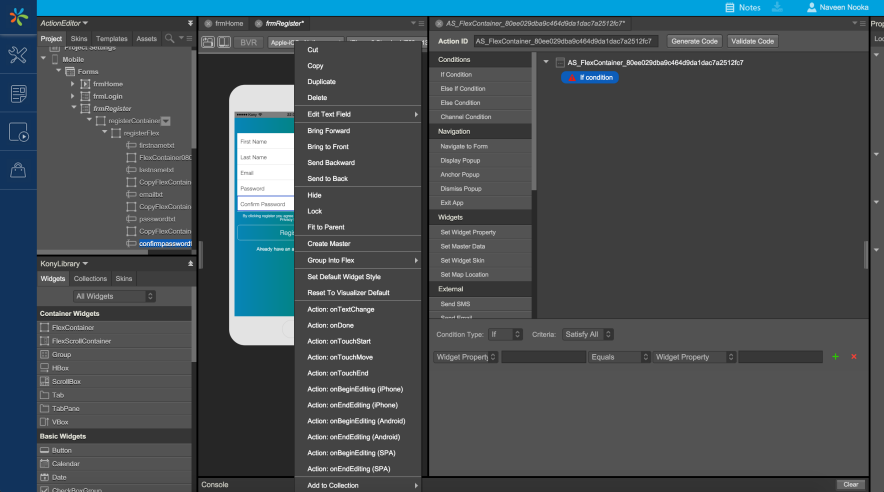 Notes
Naveen Nooka
ActionEditor
Project
Skins
Templates
Assets
Project Settings
Mobile
Forms
frmHome
frmLogin
frmRegister
registerContainer
registerFlex
firstnametxt
FlexContainer080
lastnametxt
CopyFlexContain
emailtxt
CopyFlexContain
passwordtxt
CopyFlexContain
confirmpasswordt
KonyLibrary
Widgets
Collections
Skins
All Widgets
Container Widgets
FlexContainer
FlexScrollContainer
Group
HBox
ScrollBox
Tab
TabPane
VBox
Basic Widgets
Button
Calendar
Date
CheckBoxGroup
frmHome
frmRegister*
BVR
First Name
Last Name
Email
Password
Confirm Password
By clicking register you agree
Privacy
Regi
Already have an a
Cut
Copy
Duplicate
Delete
Edit Text Field
Bring Forward
Bring to Front
Send Backward
Send to Back
Hide
Lock
Fit to Parent
Create Master
Group Into Flex
Set Default Widget Style
Reset To Visualizer Default
Action: onTextChange
Action: onDone
Action: onTouchStart
Action: onTouchMove
Action: onTouchEnd
Action: onBeginEditing (iPhone)
Action: onEndEditing (iPhone)
Action: onBeginEditing (Android)
Action: onEndEditing (Android)
Action: onBeginEditing (SPA)
Action: onEndEditing (SPA)
Add to Collection
AS_FlexContainer_80ee029dba9c464d9da1dac7a2512fc7*
Action ID
AS_FlexContainer_80ee029dba9c464d9da1dac7a2512fc7
Generate Code
Validate Code
Conditions
If Condition
Else If Condition
Else Condition
Channel Condition
Navigation
Navigate to Form
Display Popup
Anchor Popup
Dismiss Popup
Exit App
Widgets
Set Widget Property
Set Master Data
Set Widget Skin
Set Map Location
External
Send SMS
Send Email
AS_FlexContainer_80ee029dba9c464d9da1dac7a2512fc7
If condition
Condition Type:
If
Criteria:
Satisfy All
Widget Property
Equals
Widget Property
Console
Clear
Prop
Loo